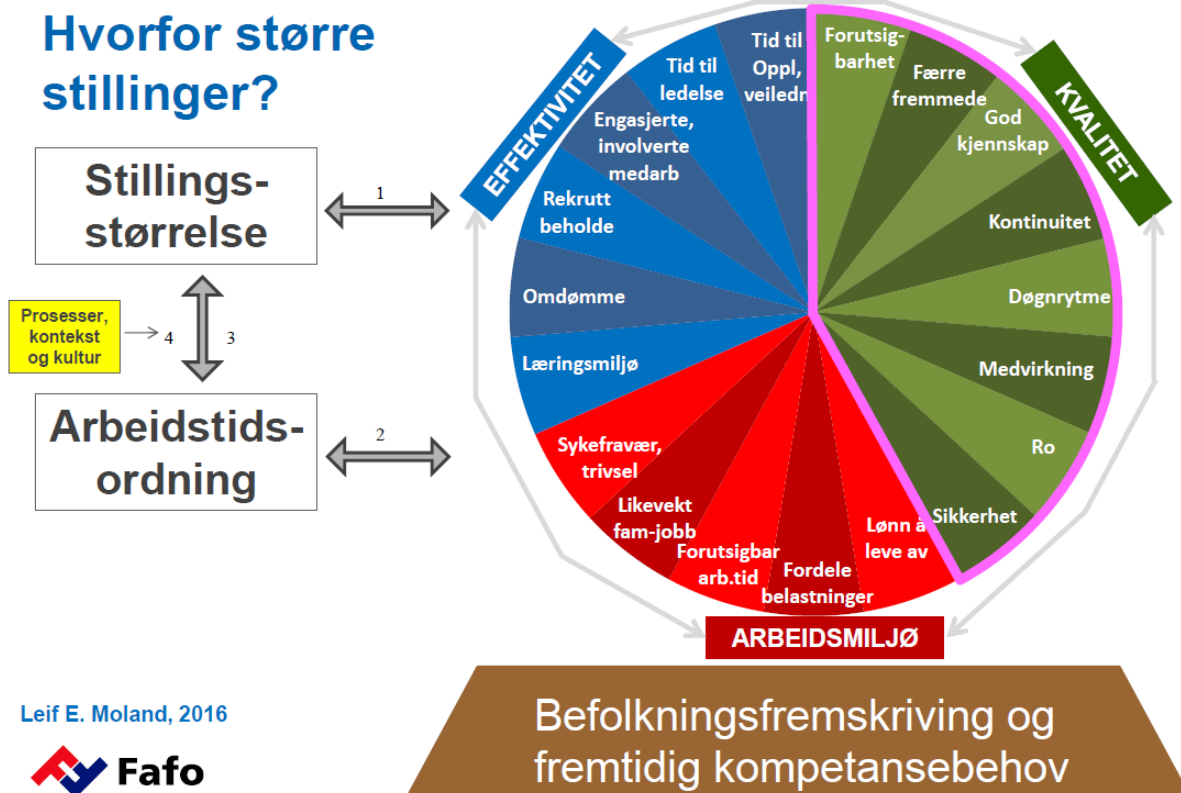 Hvorfor større
stillinger?
Stillings-
størrelse
1
Prosesser,
kontekst
og kultur
4
3
Arbeidstids-
ordning
2
EFFEKTIVITET
KVALITET
Tid til
Oppl,
veiledn
Tid til
ledelse
Engasjerte,
involverte
medarb
Rekrutt
beholde
Omdømme
Læringsmiljø
Forutsig-
barhet
Færre
fremmede
God
kjennskap
Kontinuitet
Døgnrytme
Medvirkning
Ro
Sikkerhet
Lønn å
leve av
Fordele
belastninger
Forutsigbar
arb.tid
Likevekt
fam-jobb
Sykefravær,
trivsel
ARBEIDSMILJØ
Befolkningsfremskriving og
fremtidig kompetansebehov
Leif E. Moland, 2016
Fafo